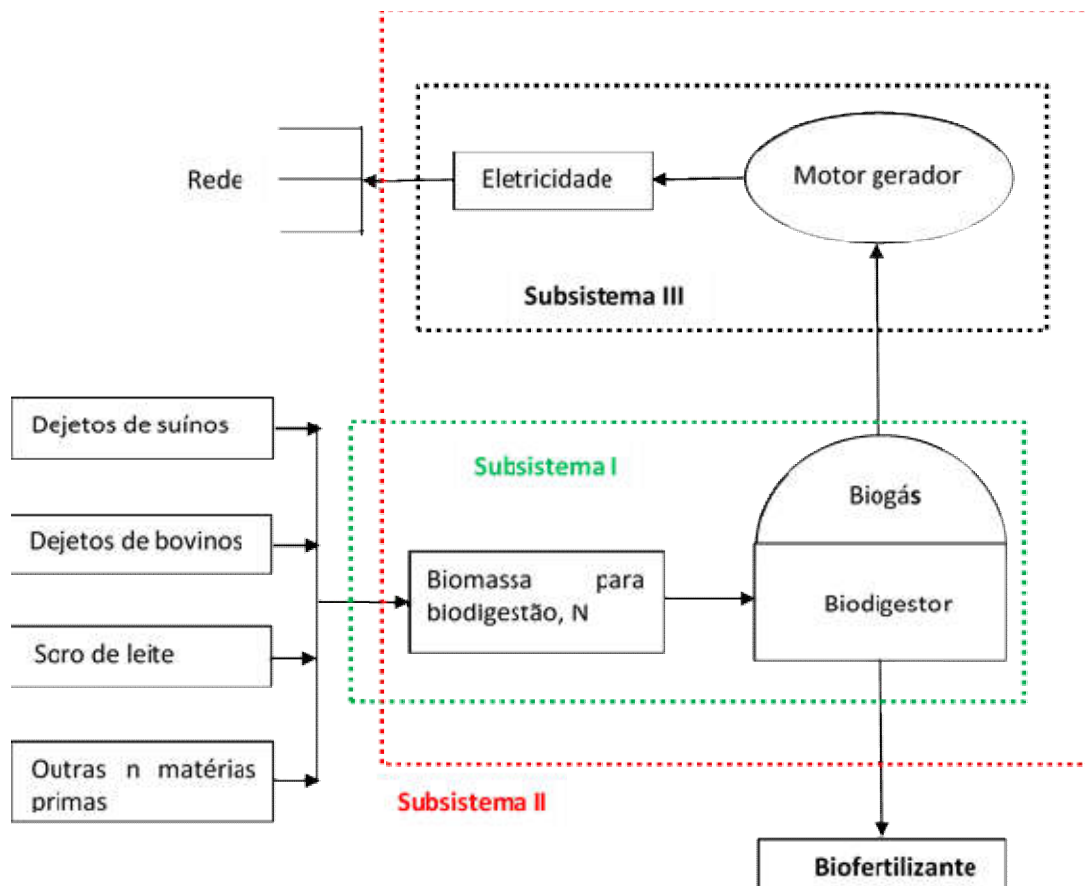 Rede
Eletricidade
Motor gerador
Subsistema III
Dejetos de suínos
Subsistema I
Biogás
Dejetos de bovinos
Biomassa para
biodigestão, N
Biodigestor
Soro de leite
Outras n matérias
primas
Subsistema II
Biofertilizante